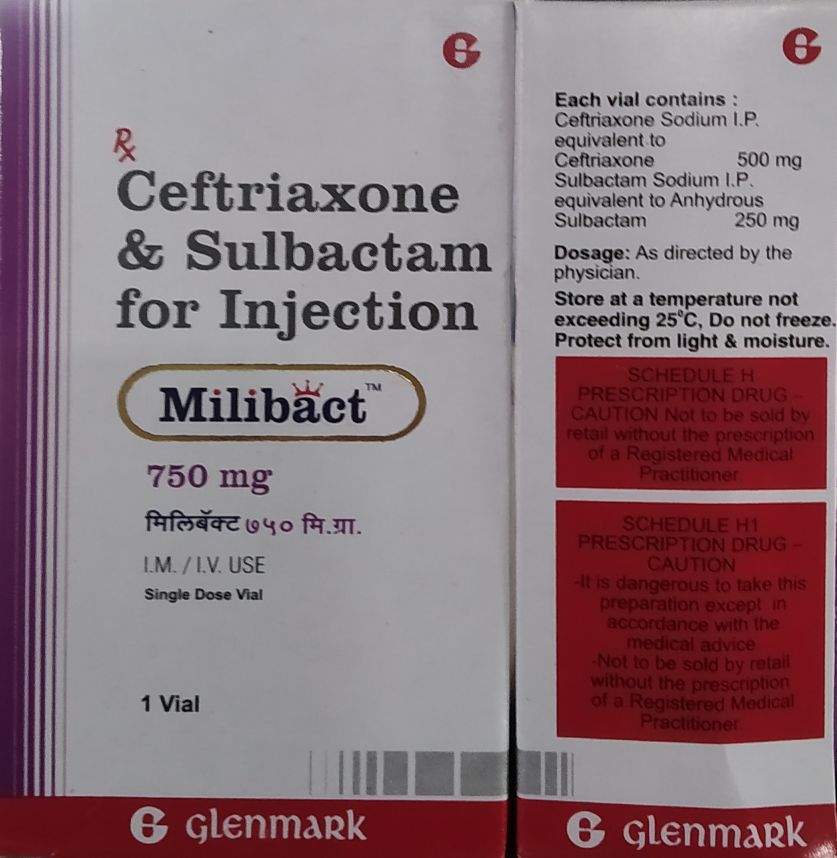 Rx
Ceftriaxone
& Sulbactam
for Injection
Milibact™
750 mg
मिलिबॅक्ट ७५० मि.ग्रा.
I.M. / I.V. USE
Single Dose Vial
1 Vial
GLENMARK
Each vial contains :
Ceftriaxone Sodium I.P.
equivalent to
Ceftriaxone 500 mg
Sulbactam Sodium I.P.
equivalent to Anhydrous
Sulbactam 250 mg
Dosage: As directed by the
physician.
Store at a temperature not
exceeding 25⁰C, Do not freeze.
Protect from light & moisture.
SCHEDULE H
PRESCRIPTION DRUG –
CAUTION Not to be sold by
retail without the prescription
of a Registered Medical
Practitioner.
SCHEDULE H1
PRESCRIPTION DRUG –
CAUTION
-It is dangerous to take this
preparation except in
accordance with the
medical advice
-Not to be sold by retail
without the prescription
of a Registered Medical
Practitioner.
GLENMARK